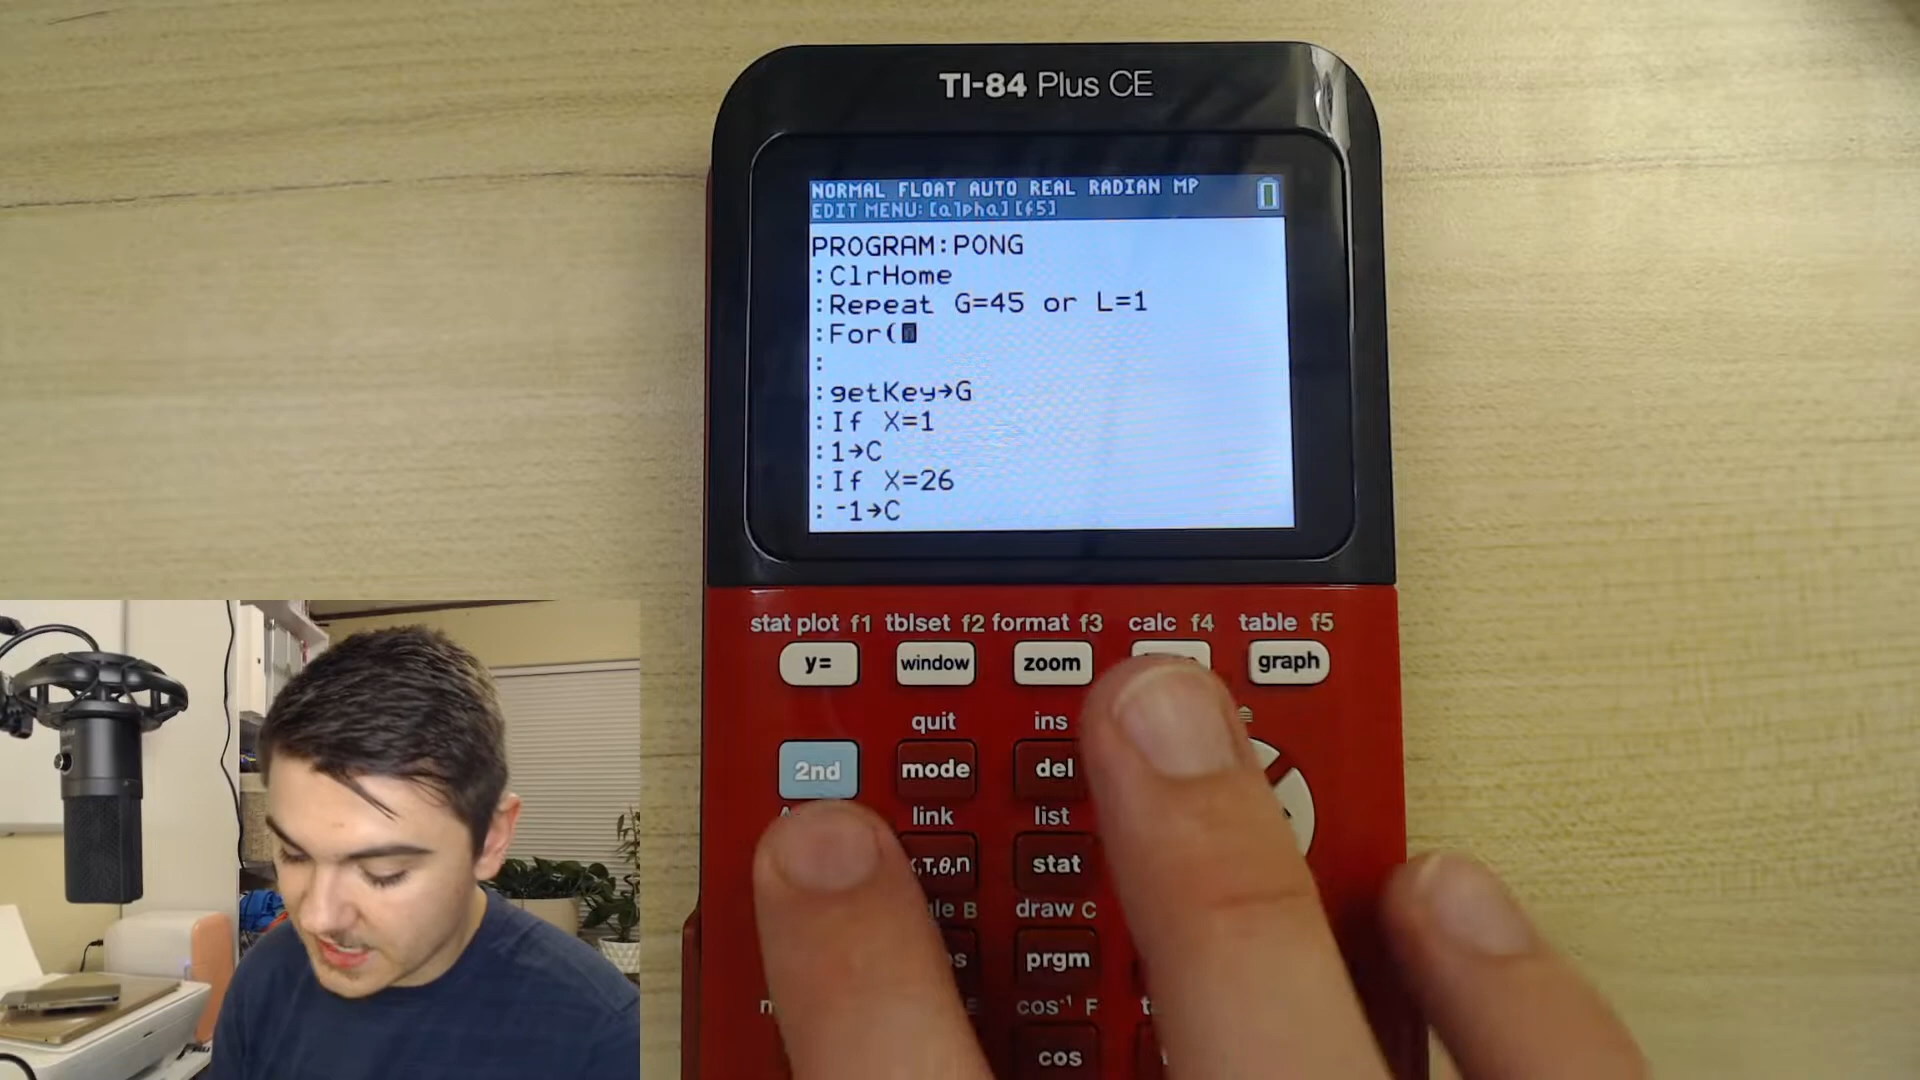 TI-84 Plus CE
NORMAL FLOAT AUTO REAL RADIAN MP
EDIT MENU: [alpha] [f5]
PROGRAM:PONG
:ClrHome
:Repeat G=45 or L=1
:For(
:
:getKey→G
:If X=1
:1→C
:If X=26
:-1→C
stat plot f1 tblset f2 format f3 calc f4 table f5
y= window zoom graph
quit ins
2nd mode del
link list
,T,θ,n stat
B draw C
prgm
cos⁻¹ F
cos